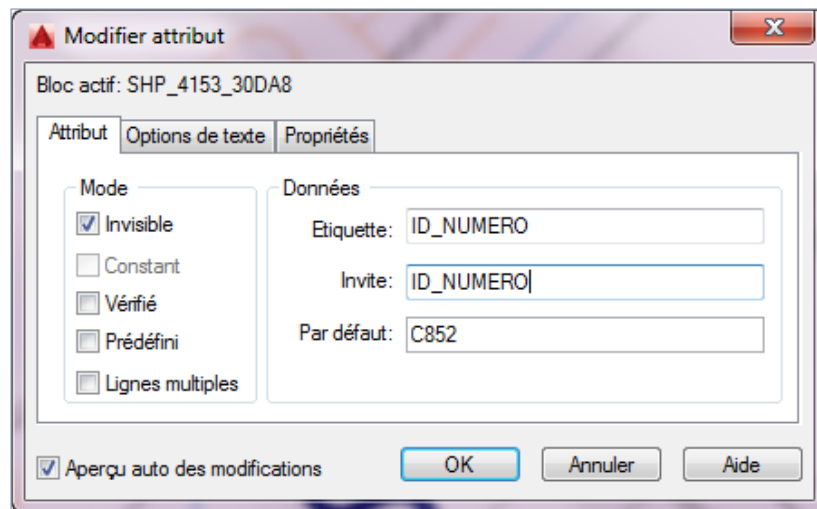 Modifier attribut
Bloc actif: SHP_4153_30DA8
Attribut Options de texte Propriétés
Mode
Invisible
Constant
Vérifié
Prédéfini
Lignes multiples
Données
Etiquette: ID_NUMERO
Invite: ID_NUMERO
Par défaut: C852
Aperçu auto des modifications OK Annuler Aide